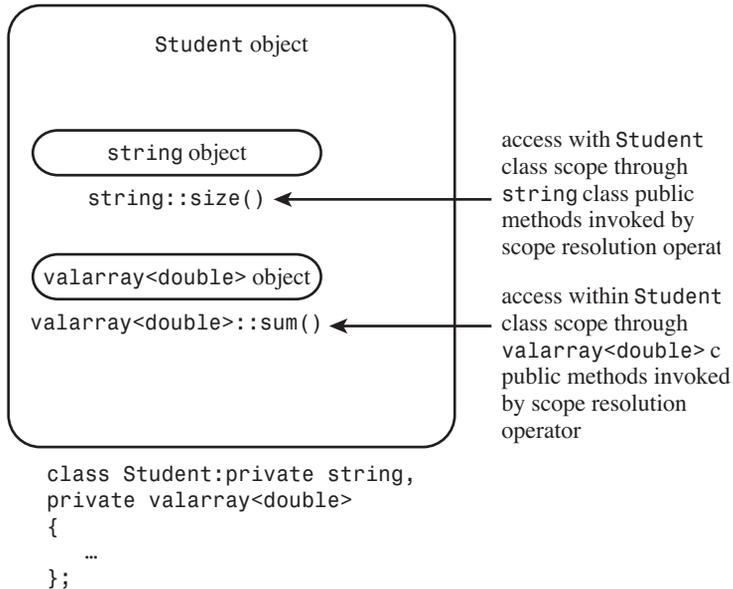 Student object
string object
string::size()
access with Student
class scope through
string class public
methods invoked by
scope resolution operat
valarray<double> object
valarray<double>::sum()
access within Student
class scope through
valarray<double> c
public methods invoked
by scope resolution
operator
class Student:private string,
private valarray<double>
{
…
};